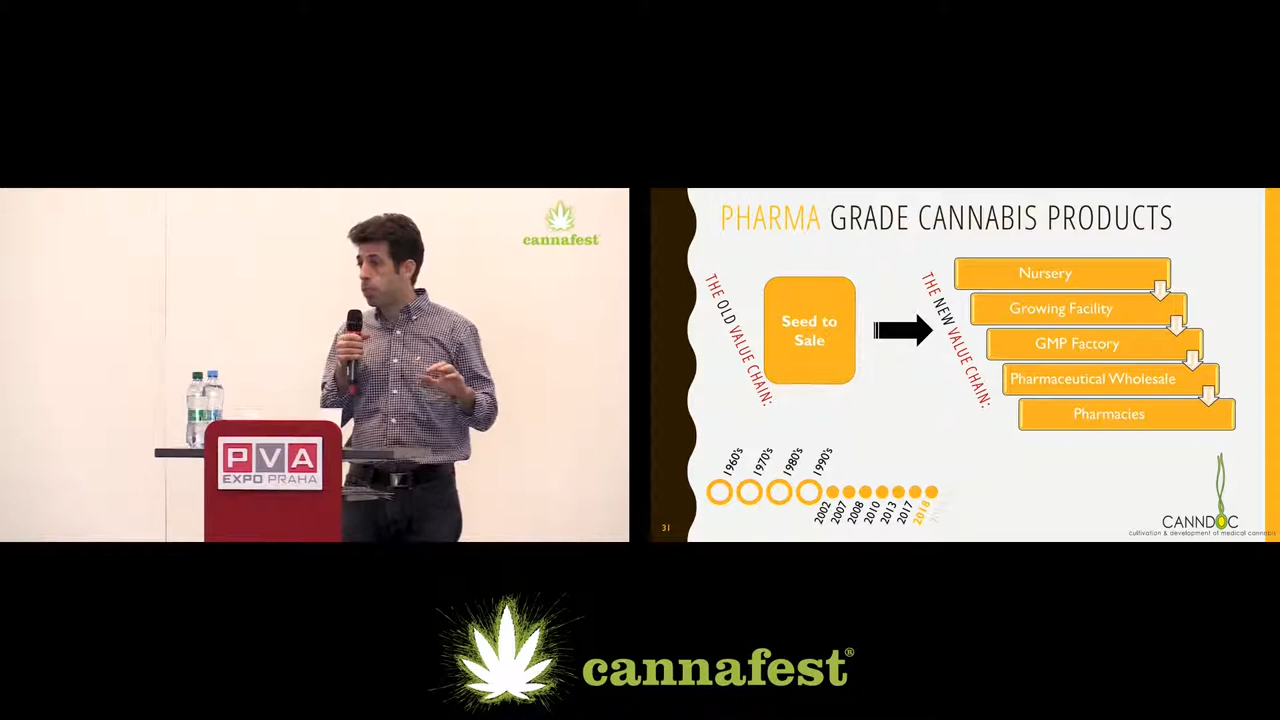 cannafest
PVA
EXPO PRAHA
PHARMA GRADE CANNABIS PRODUCTS
THE OLD VALUE CHAIN:
Seed to
Sale
THE NEW VALUE CHAIN:
Nursery
Growing Facility
GMP Factory
Pharmaceutical Wholesale
Pharmacies
1960's
1970's
1980's
1990's
2002
2007
2008
2010
2013
2017
2018
31
CANNDOC
cultivation & development of medical cannabis
cannafest®